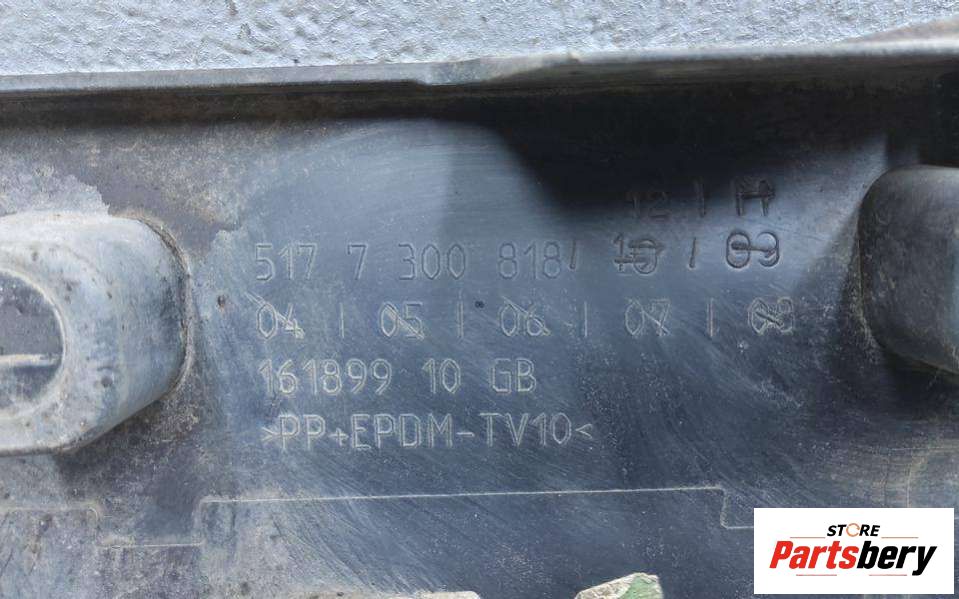 12 | 11
517 7 300 818 | 10 | 09
04 | 05 | 06 | 07 | 08
161899 10 GB
>PP+EPDM-TV10<
STORE
Partsbery